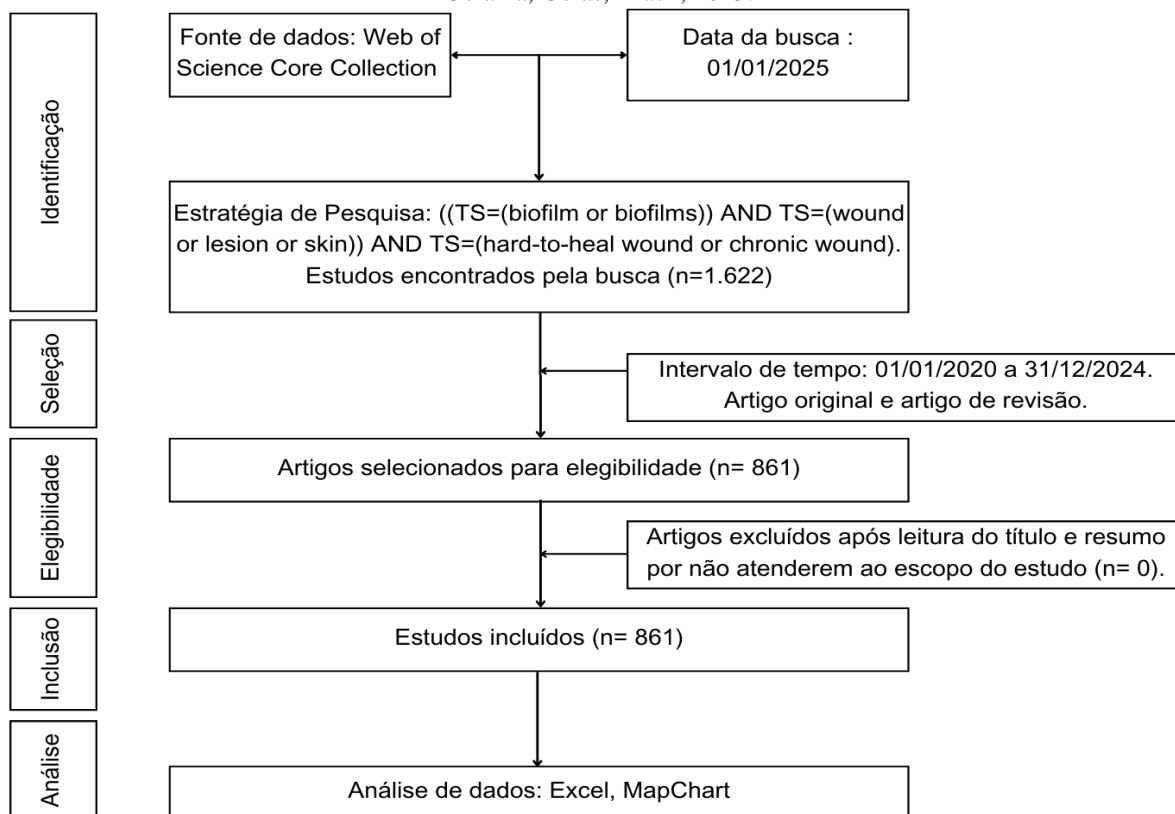 Identificação
Fonte de dados: Web of
Science Core Collection
Data da busca :
01/01/2025
Estratégia de Pesquisa: ((TS=(biofilm or biofilms)) AND TS=(wound
or lesion or skin)) AND TS=(hard-to-heal wound or chronic wound).
Estudos encontrados pela busca (n=1.622)
Seleção
Intervalo de tempo: 01/01/2020 a 31/12/2024.
Artigo original e artigo de revisão.
Elegibilidade
Artigos selecionados para elegibilidade (n= 861)
Artigos excluídos após leitura do título e resumo
por não atenderem ao escopo do estudo (n= 0).
Inclusão
Estudos incluídos (n= 861)
Análise
Análise de dados: Excel, MapChart